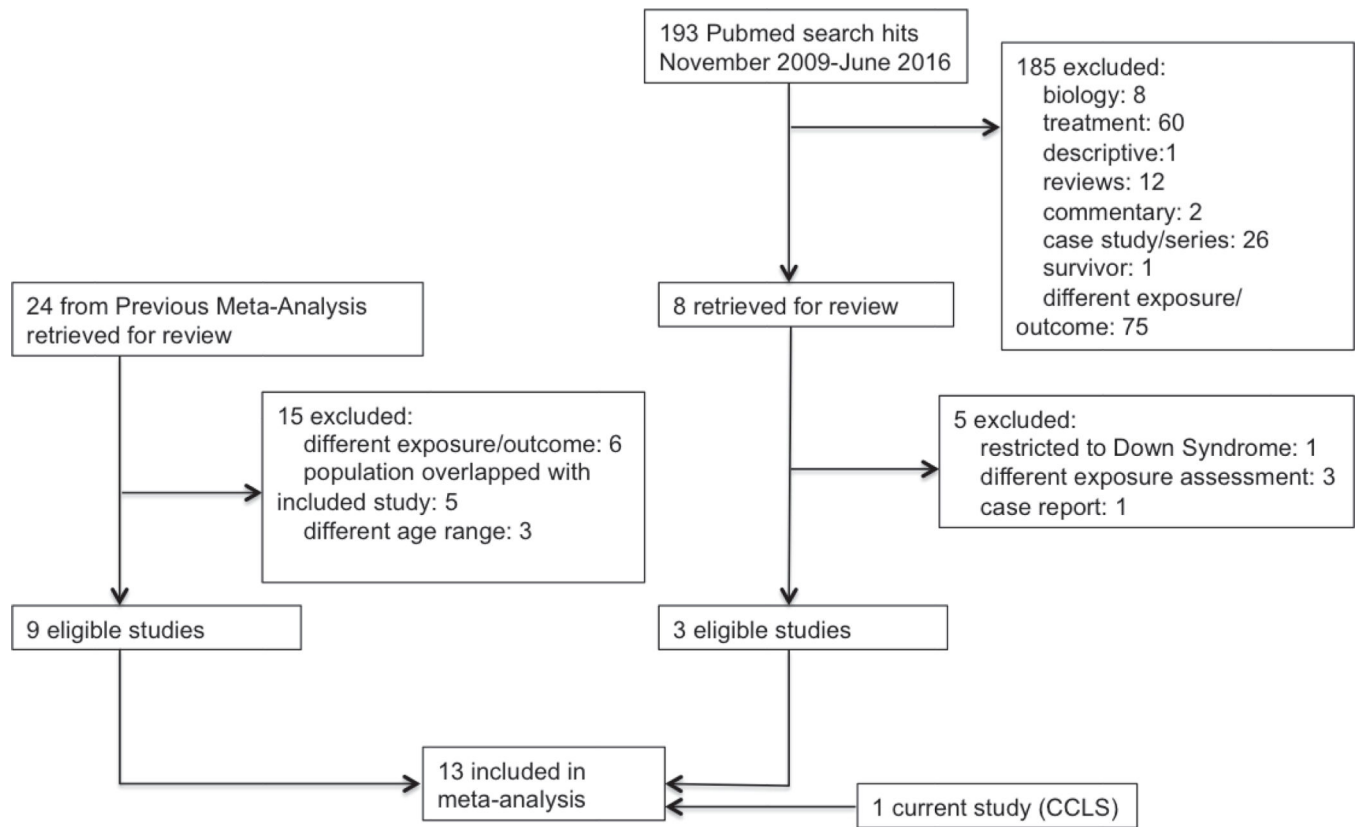 193 Pubmed search hits
November 2009-June 2016
185 excluded:
biology: 8
treatment: 60
descriptive:1
reviews: 12
commentary: 2
case study/series: 26
survivor: 1
different exposure/
outcome: 75
24 from Previous Meta-Analysis
retrieved for review
8 retrieved for review
15 excluded:
different exposure/outcome: 6
population overlapped with
included study: 5
different age range: 3
5 excluded:
restricted to Down Syndrome: 1
different exposure assessment: 3
case report: 1
9 eligible studies
3 eligible studies
13 included in
meta-analysis
1 current study (CCLS)